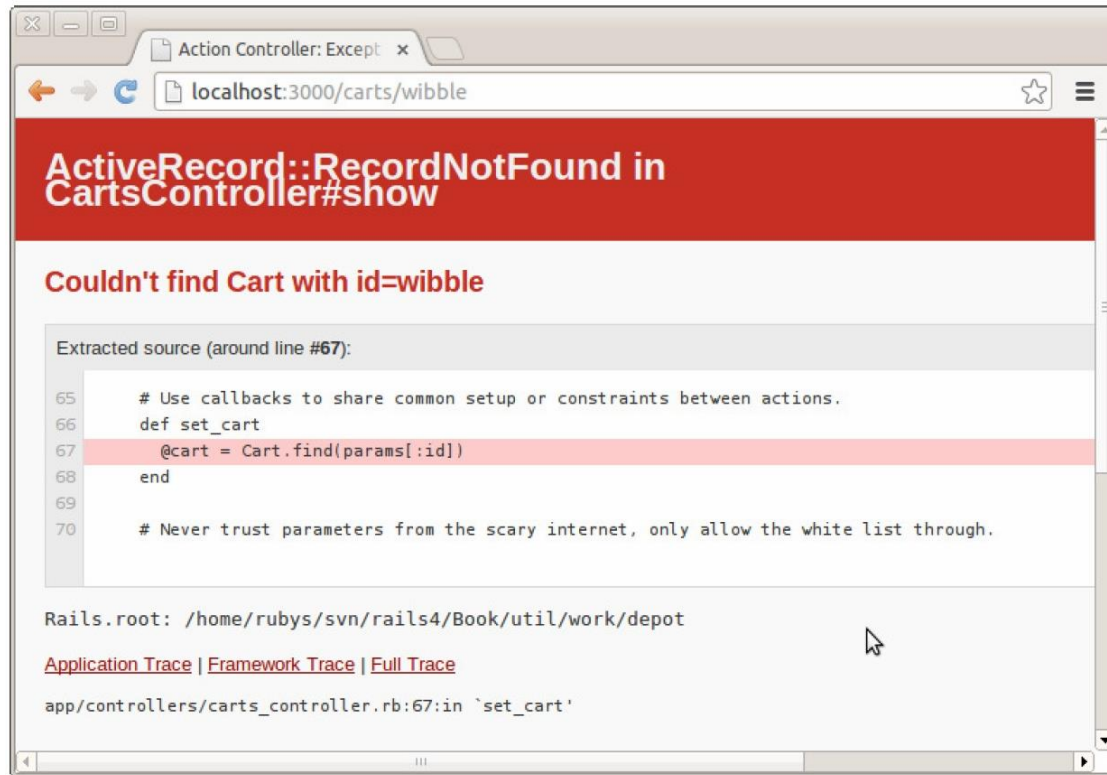 Action Controller: Except
localhost:3000/carts/wibble
ActiveRecord::RecordNotFound in
CartsController#show
Couldn't find Cart with id=wibble
Extracted source (around line #67):
65 # Use callbacks to share common setup or constraints between actions.
66 def set_cart
67 @cart = Cart.find(params[:id])
68 end
69
70 # Never trust parameters from the scary internet, only allow the white list through.
Rails.root: /home/rubys/svn/rails4/Book/util/work/depot
Application Trace | Framework Trace | Full Trace
app/controllers/carts_controller.rb:67:in `set_cart'